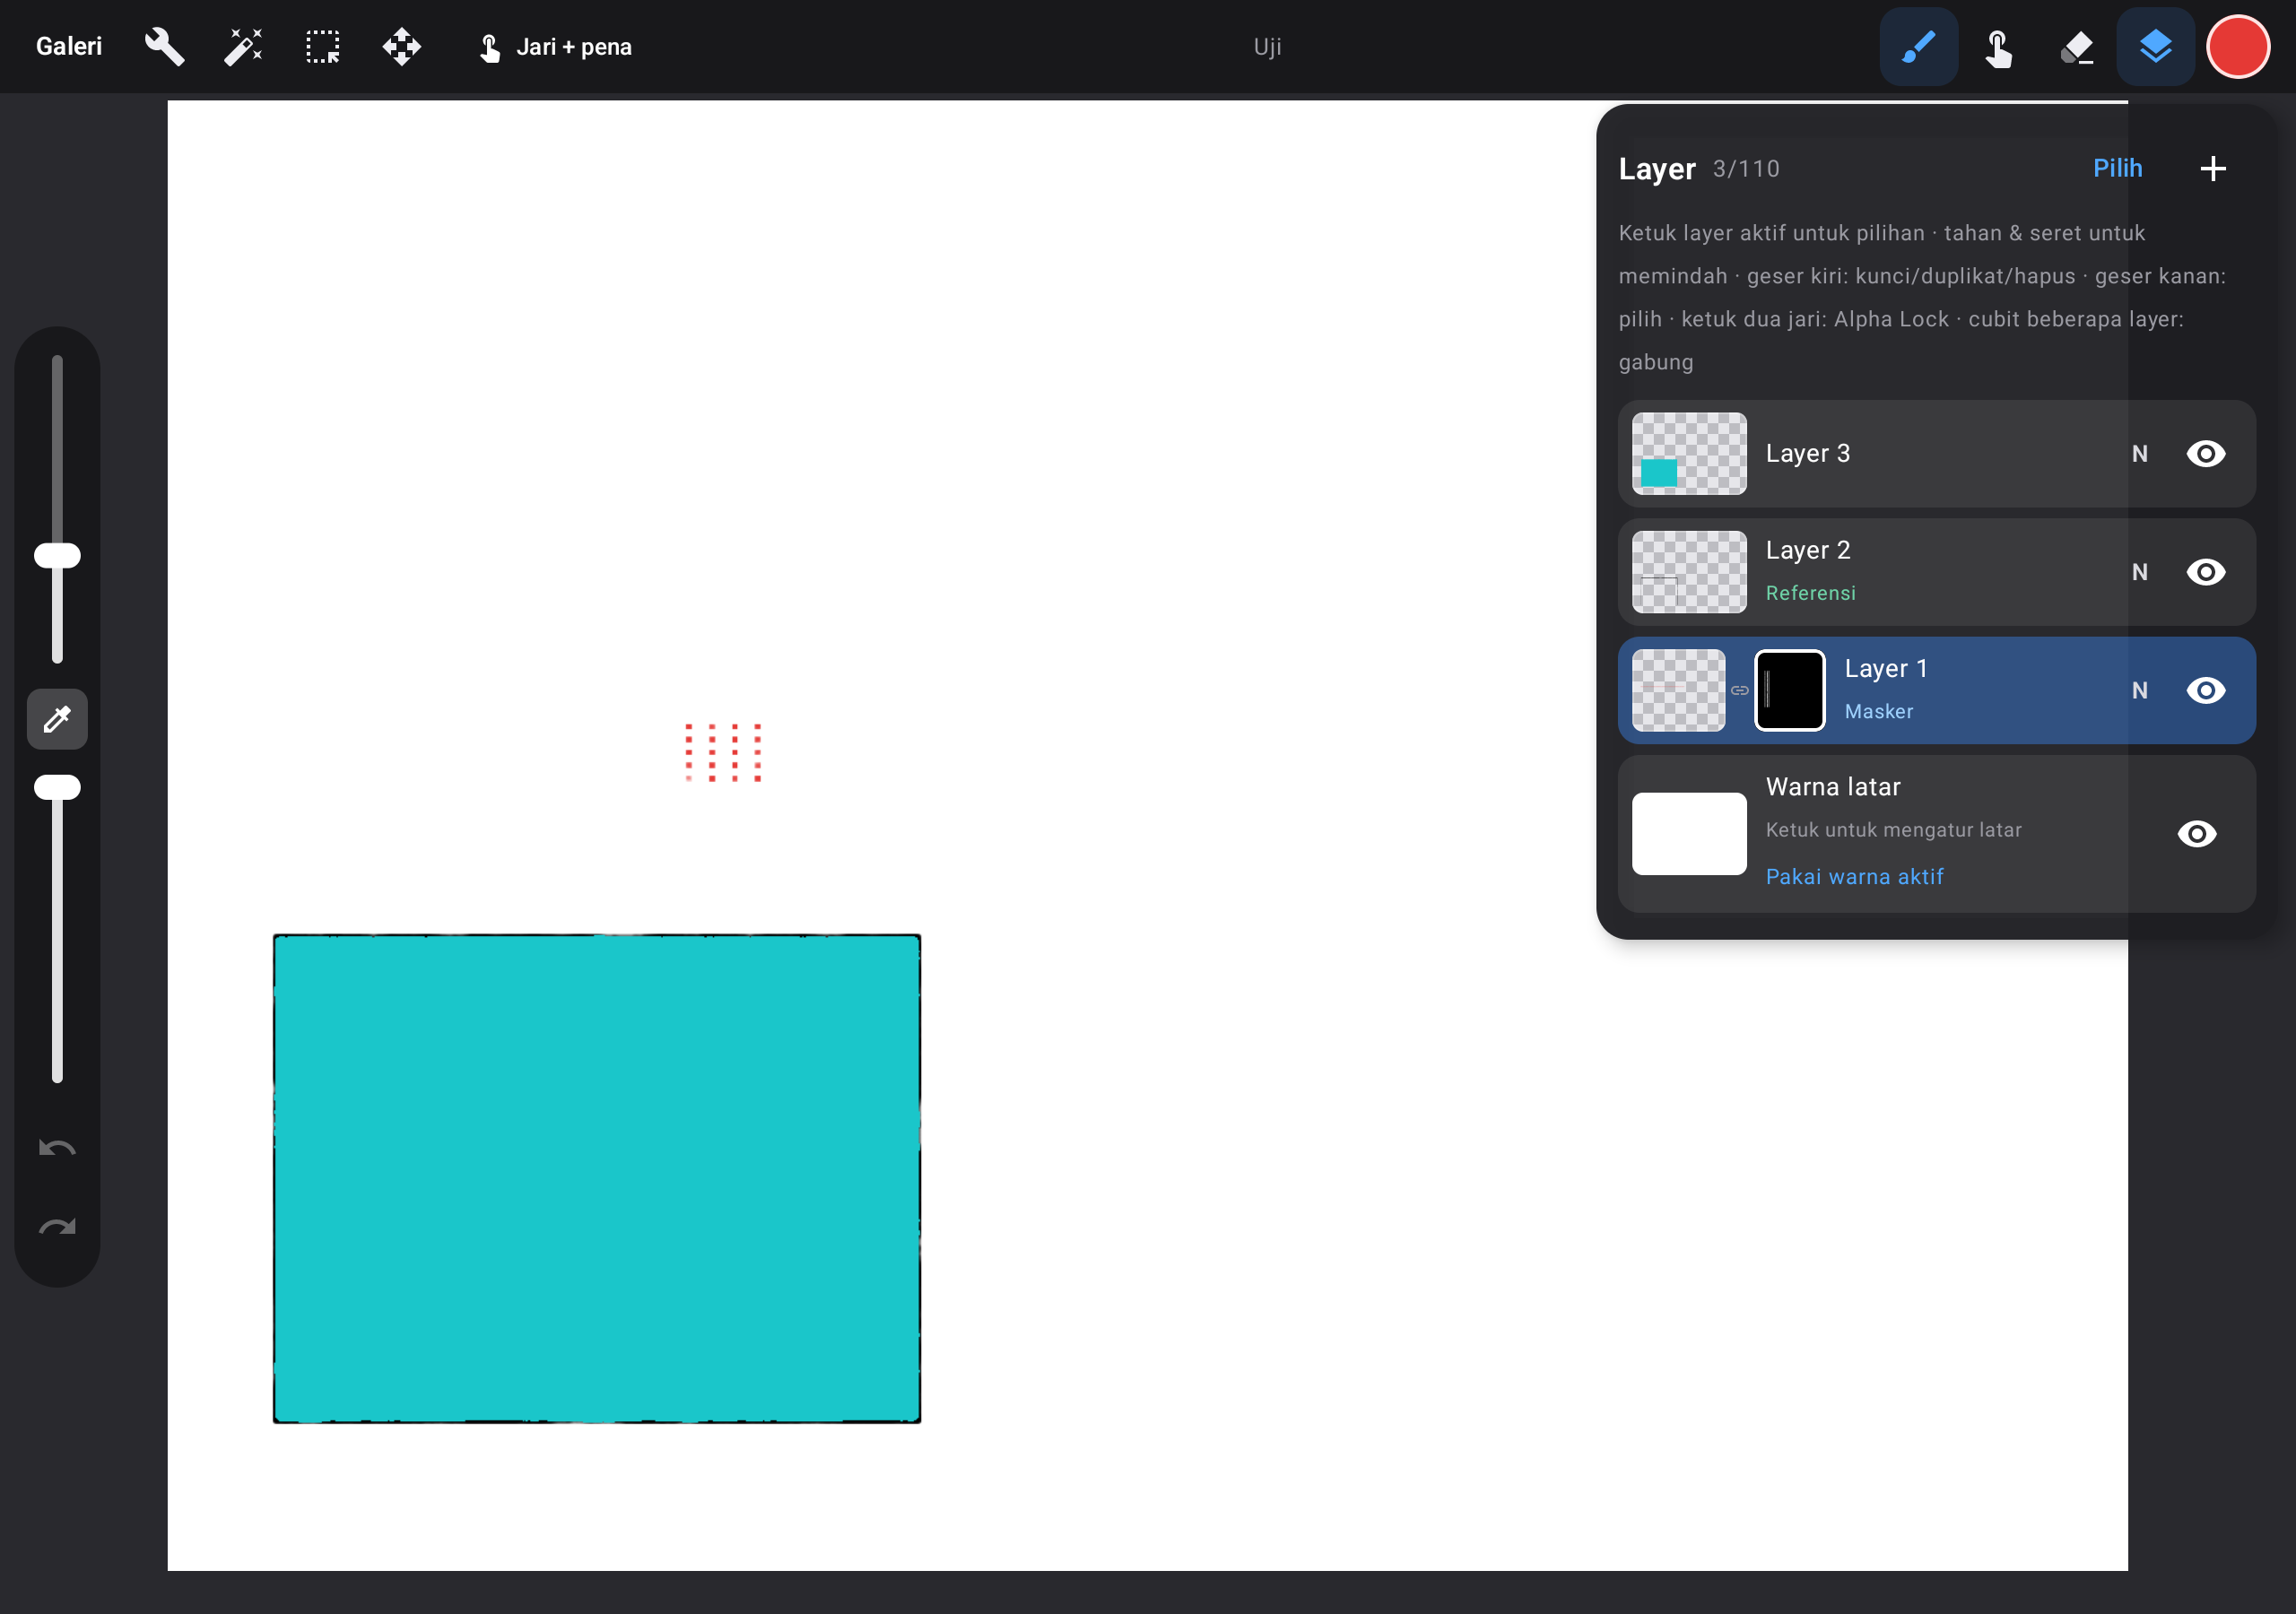 Galeri
Jari + pena
Uji
Layer 3/110
Pilih
Ketuk layer aktif untuk pilihan · tahan & seret untuk
memindah · geser kiri: kunci/duplikat/hapus · geser kanan:
pilih · ketuk dua jari: Alpha Lock · cubit beberapa layer:
gabung
Layer 3
N
Layer 2
Referensi
N
Layer 1
Masker
N
Warna latar
Ketuk untuk mengatur latar
Pakai warna aktif